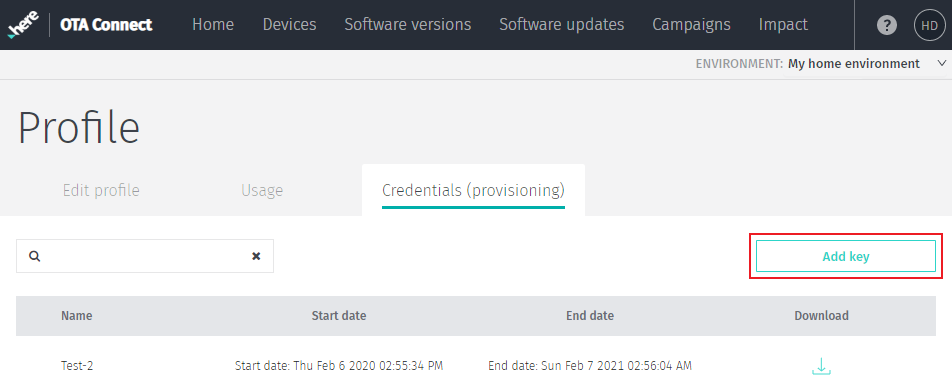 here OTA Connect Home Devices Software versions Software updates Campaigns Impact ? HD
ENVIRONMENT: My home environment
Profile
Edit profile Usage Credentials (provisioning)
Add key
Name Start date End date Download
Test-2 Start date: Thu Feb 6 2020 02:55:34 PM End date: Sun Feb 7 2021 02:56:04 AM